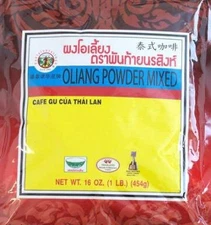 ผงโอเลี้ยง
泰式咖啡
ตราพันท้ายนรสิงห์
OLIANG POWDER MIXED
CAFE GU CUA THAI LAN
NET. WT. 16 OZ. (1 LB.) (454g)